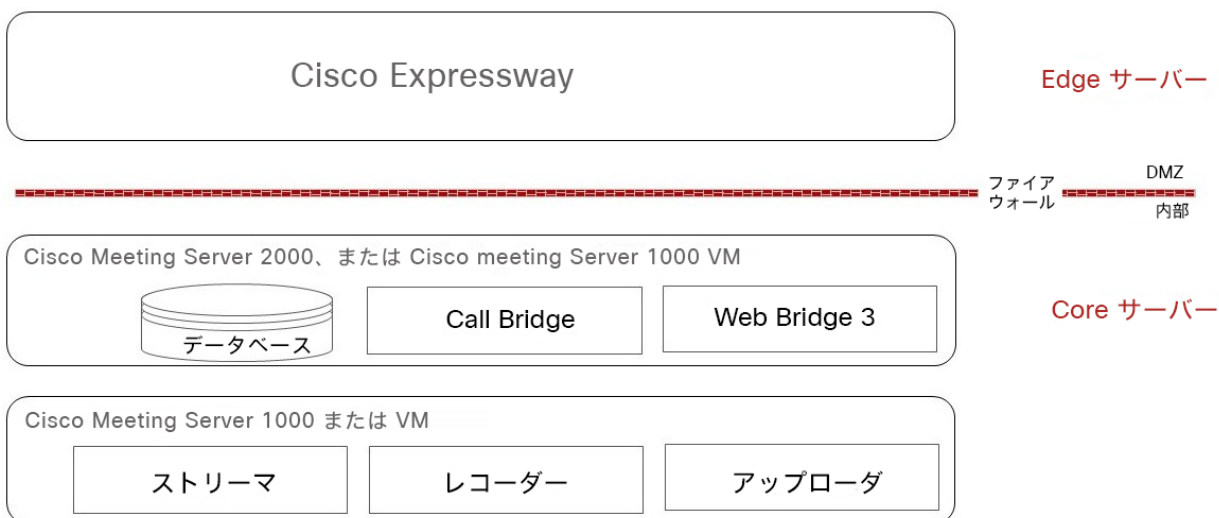 Cisco Expressway
Edge サーバー
DMZ
ファイア
ウォール
内部
Cisco Meeting Server 2000、または Cisco meeting Server 1000 VM
データベース
Call Bridge
Web Bridge 3
Core サーバー
Cisco Meeting Server 1000 または VM
ストリーマ
レコーダー
アップローダ